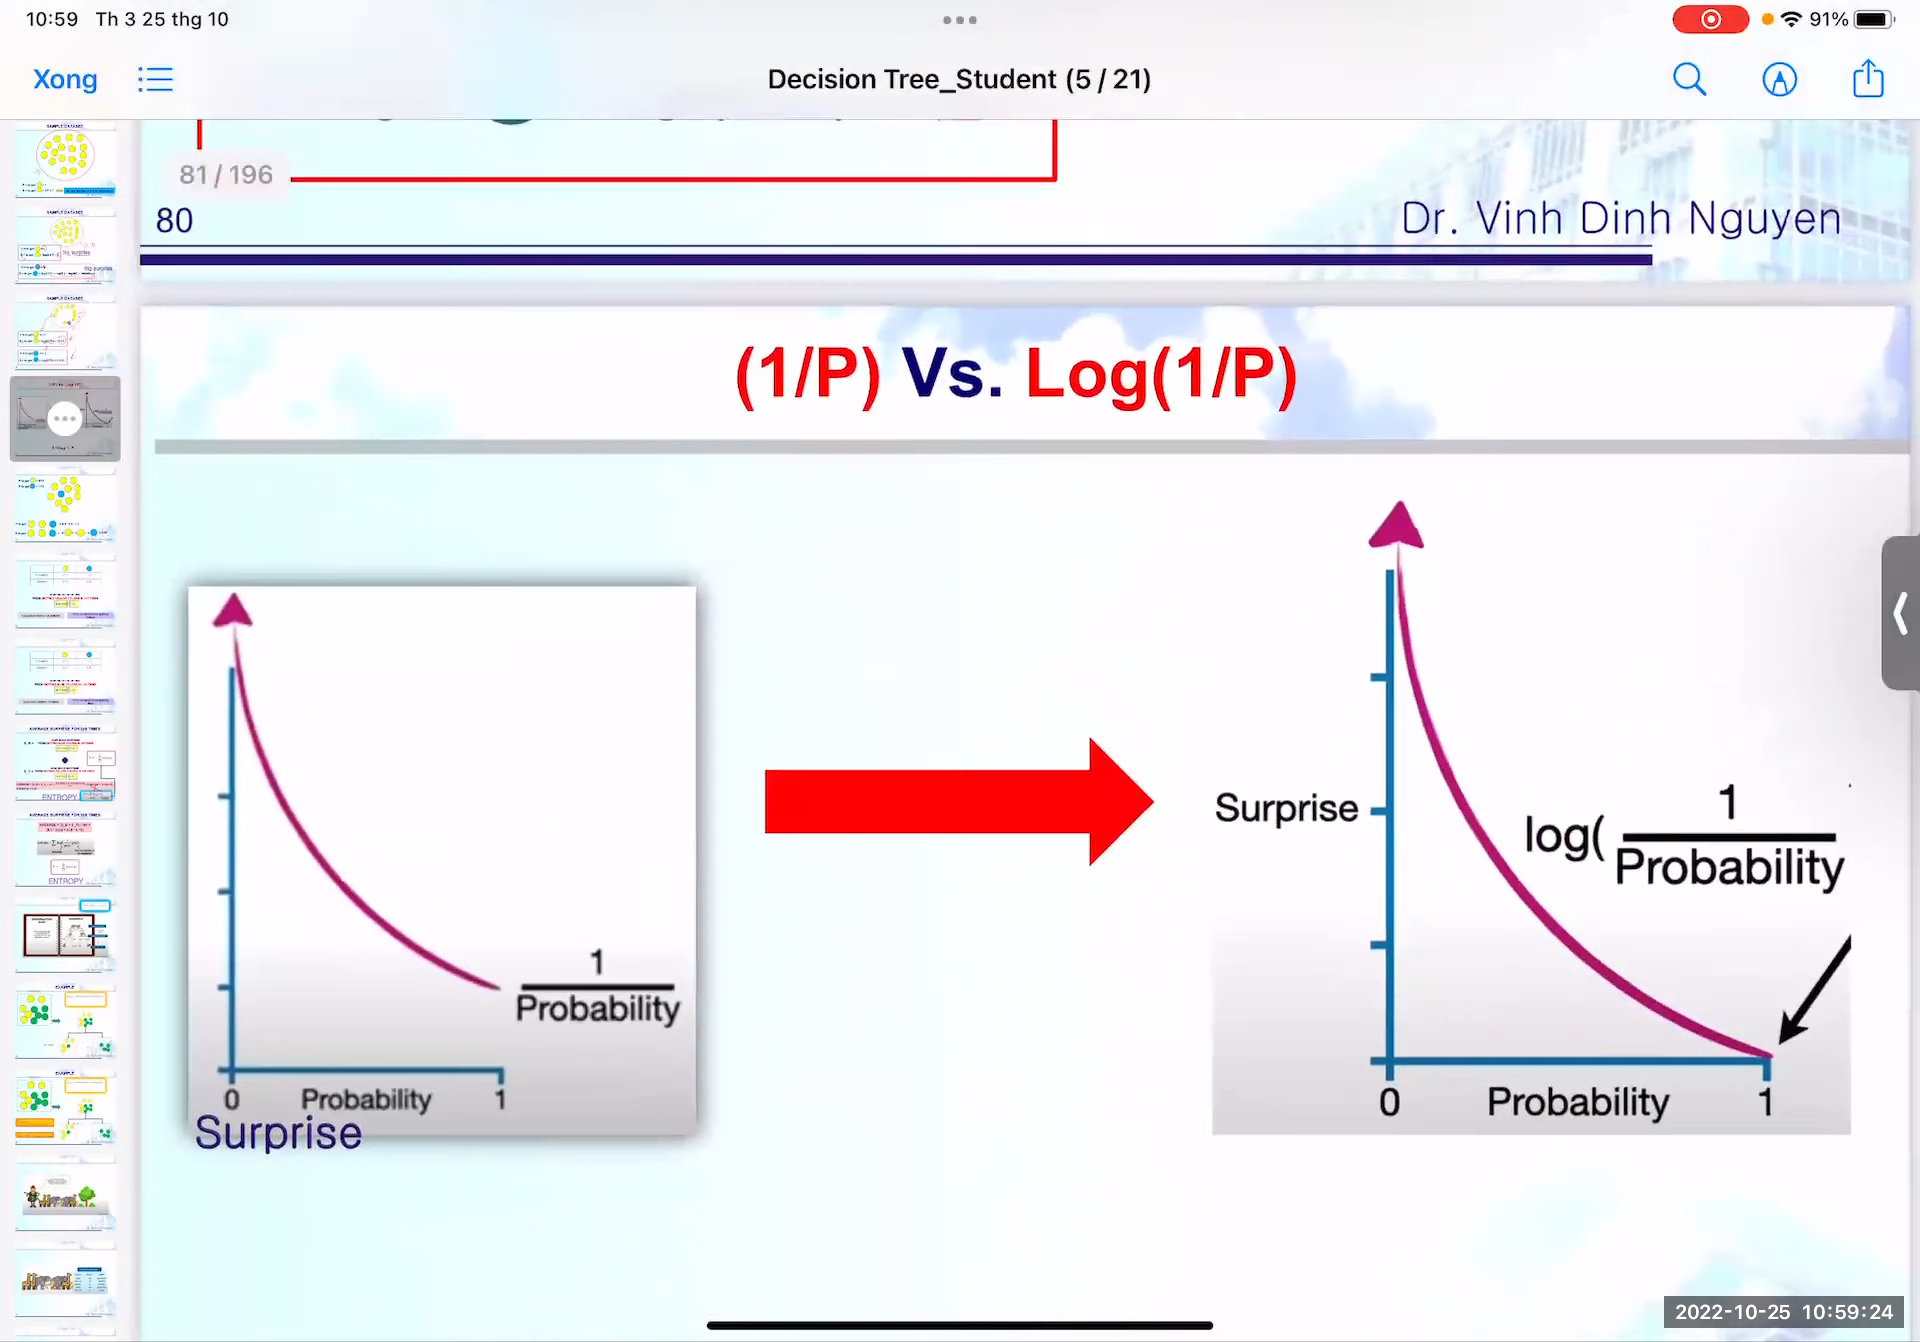 10:59 Th 3 25 thg 10
91%
Xong
Decision Tree_Student (5 / 21)
81 / 196
80
Dr. Vinh Dinh Nguyen
(1/P) Vs. Log(1/P)
1
Probability
0 Probability 1
Surprise
Surprise
1
log(
Probability
0 Probability 1
ENTROPY
ENTROPY
2022-10-25 10:59:24